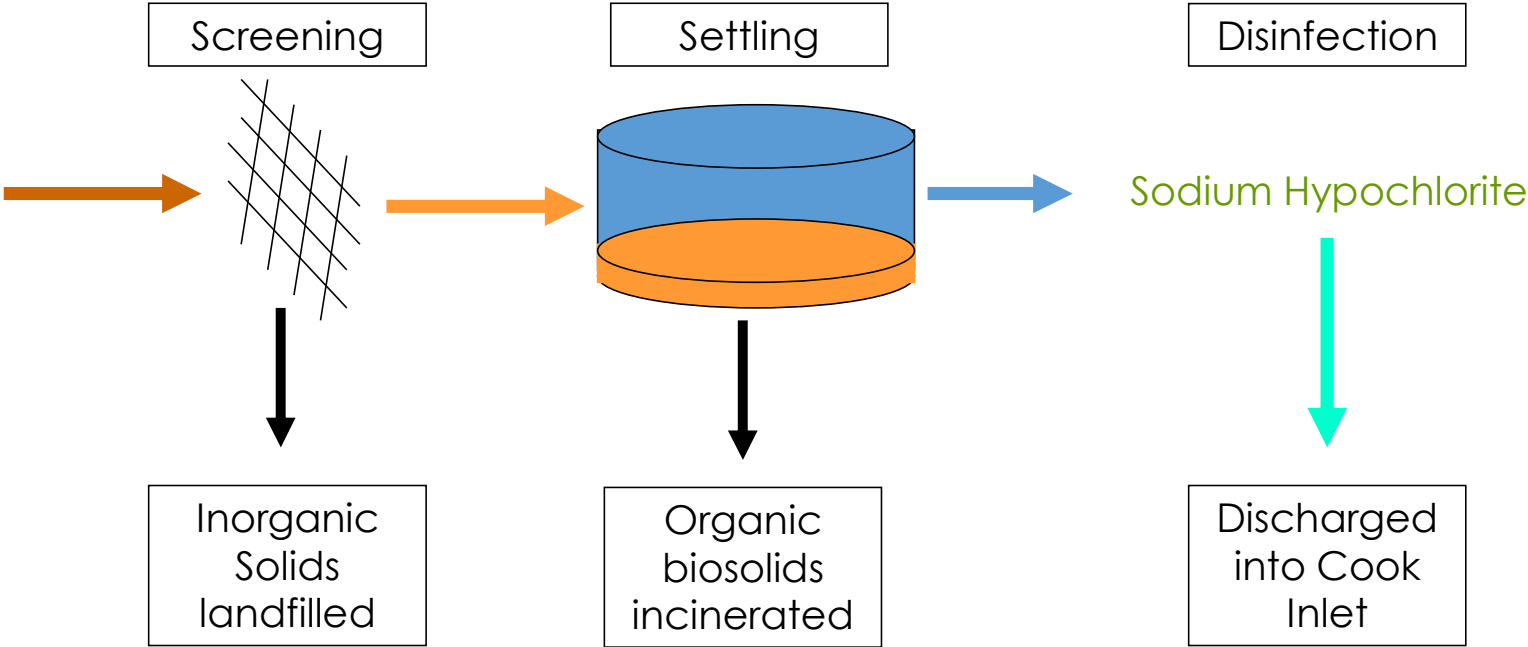 Screening
Settling
Disinfection
Sodium Hypochlorite
Inorganic
Solids
landfilled
Organic
biosolids
incinerated
Discharged
into Cook
Inlet